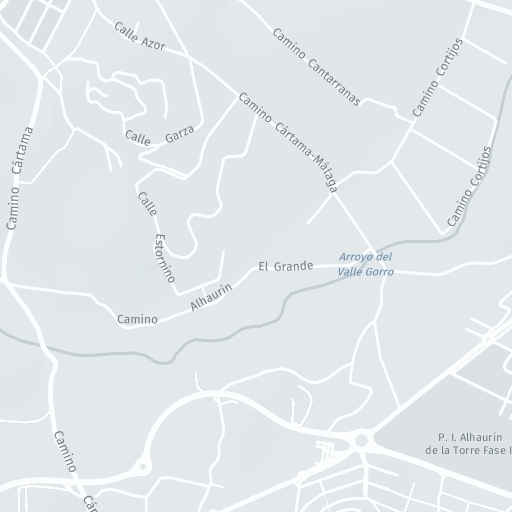 Calle Azor
Camino Cantarranas
Camino Cortijos
Camino Cártama-Málaga
Camino Cártama
Calle Garza
Camino Cortijos
Calle Estornino
Arroyo del
Valle Gorro
Camino Alhaurín El Grande
Camino Cár
P. I. Alhaurín
de la Torre Fase I